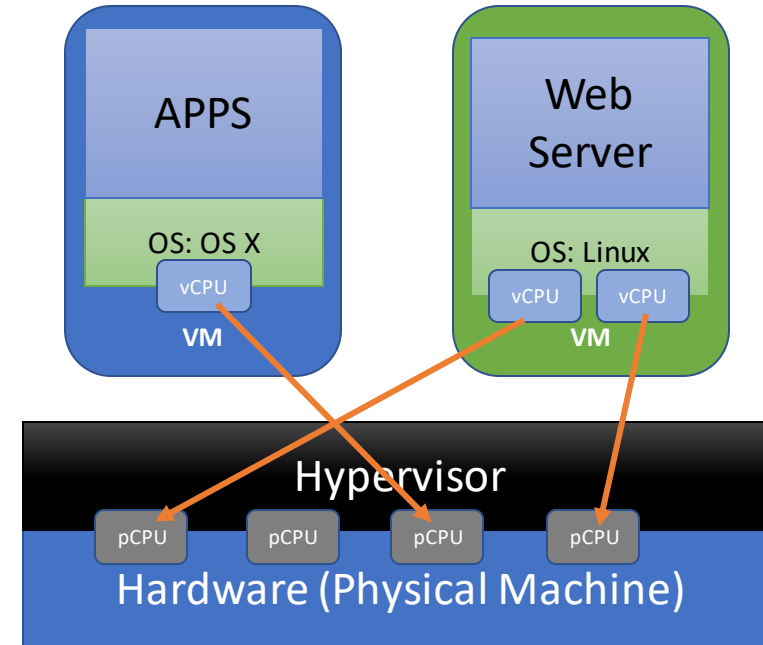 APPS
OS: OS X
vCPU
VM
Web
Server
OS: Linux
vCPU vCPU
VM
Hypervisor
pCPU pCPU pCPU pCPU
Hardware (Physical Machine)